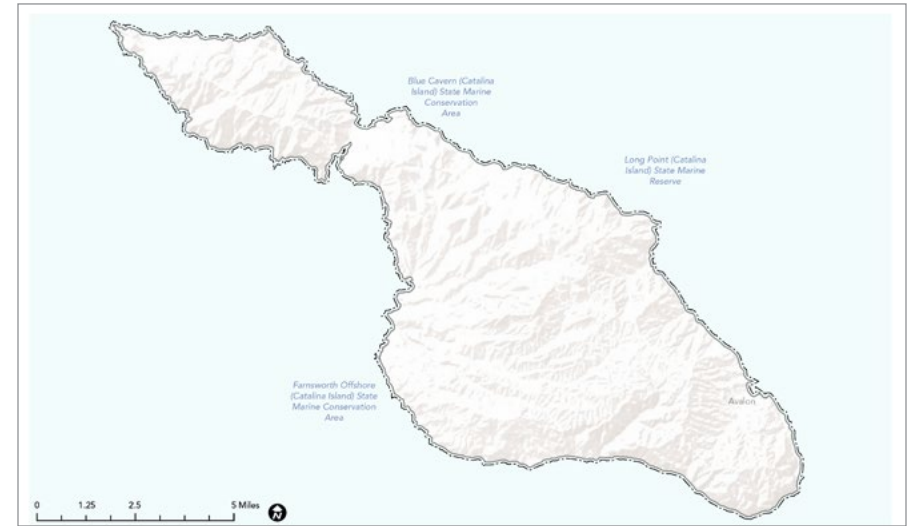 Blue Cavern (Catalina
Island) State Marine
Conservation
Area
Long Point (Catalina
Island) State Marine
Reserve
Farnsworth Offshore
(Catalina Island) State
Marine Conservation
Area
Avalon
0 1.25 2.5 5 Miles
N